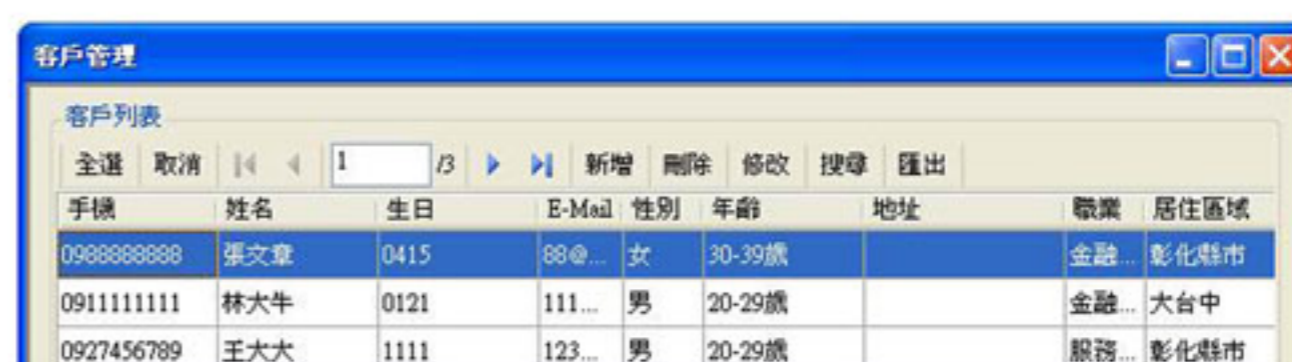 客戶管理
客戶列表
全選 取消 1 /3 新增 刪除 修改 搜尋 匯出
手機 姓名 生日 E-Mail 性別 年齡 地址 職業 居住區域
0988888888 張文章 0415 88@... 女 30-39歲 金融... 彰化縣市
0911111111 林大牛 0121 111... 男 20-29歲 金融... 大台中
0927456789 王大大 1111 123... 男 20-29歲 服務... 彰化縣市